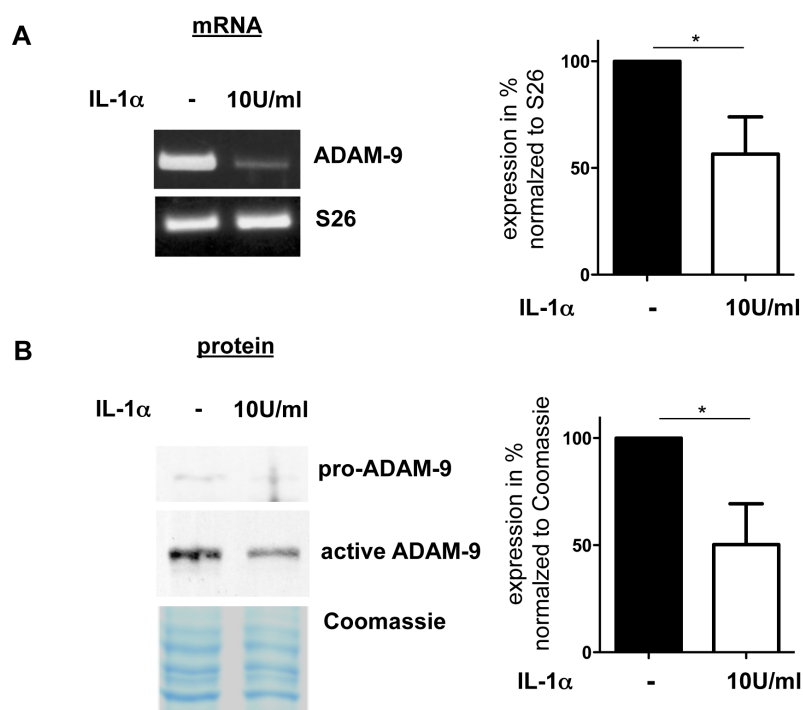 A
mRNA
IL-1α - 10U/ml
ADAM-9
S26
expression in %
normalzed to S26
100
50
0
*
IL-1α - 10U/ml
B
protein
IL-1α - 10U/ml
pro-ADAM-9
active ADAM-9
Coomassie
expression in %
normalzed to Coomassie
100
50
0
*
IL-1α - 10U/ml